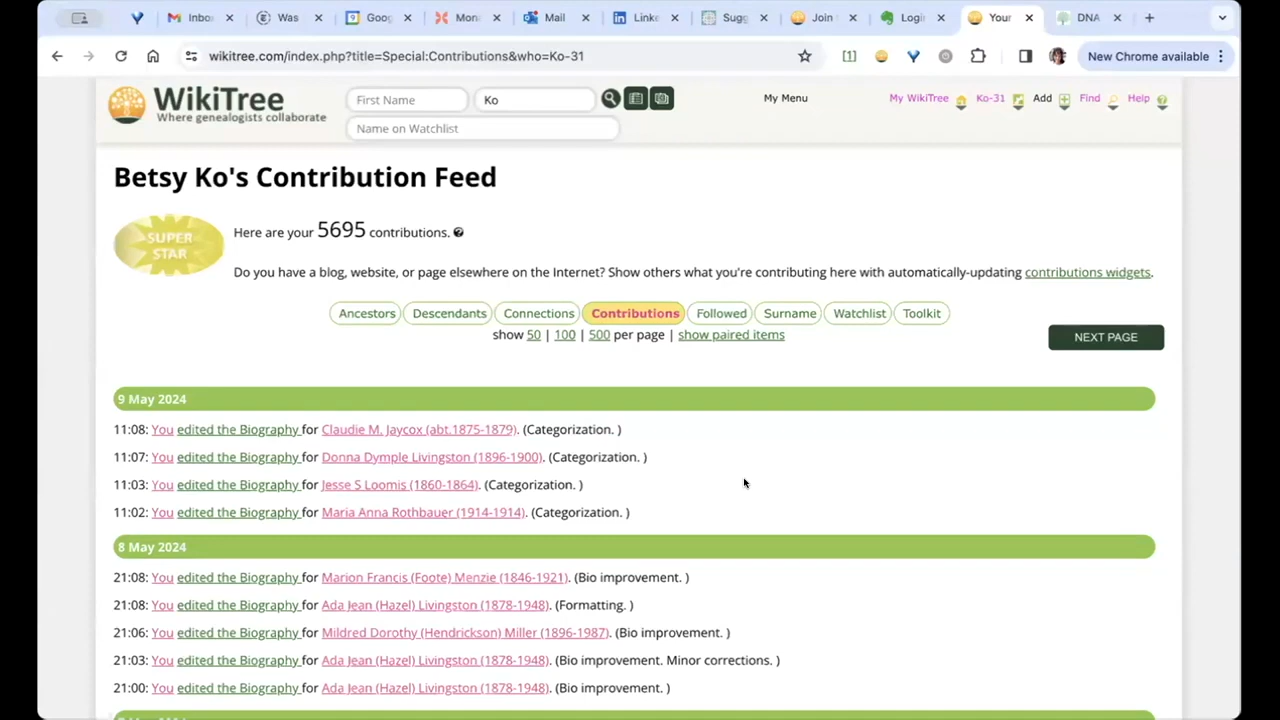 Inbo
Was
Goog
Mon
Mail
Linke
Sugg
Join
Login
Your
DNA
wikitree.com/index.php?title=Special:Contributions&who=Ko-31
[1]
New Chrome available
WikiTree
Where genealogists collaborate
First Name
Ko
My Menu
My WikiTree
Ko-31
Add
Find
Help
Name on Watchlist
Betsy Ko's Contribution Feed
SUPER
STAR
Here are your 5695 contributions.
Do you have a blog, website, or page elsewhere on the Internet? Show others what you're contributing here with automatically-updating contributions widgets.
Ancestors Descendants Connections Contributions Followed Surname Watchlist Toolkit
show 50 | 100 | 500 per page | show paired items
NEXT PAGE
9 May 2024
11:08: You edited the Biography for Claudie M. Jaycox (abt.1875-1879). (Categorization. )
11:07: You edited the Biography for Donna Dymple Livingston (1896-1900). (Categorization. )
11:03: You edited the Biography for Jesse S Loomis (1860-1864). (Categorization. )
11:02: You edited the Biography for Maria Anna Rothbauer (1914-1914). (Categorization. )
8 May 2024
21:08: You edited the Biography for Marion Francis (Foote) Menzie (1846-1921). (Bio improvement. )
21:08: You edited the Biography for Ada Jean (Hazel) Livingston (1878-1948). (Formatting. )
21:06: You edited the Biography for Mildred Dorothy (Hendrickson) Miller (1896-1987). (Bio improvement. )
21:03: You edited the Biography for Ada Jean (Hazel) Livingston (1878-1948). (Bio improvement. Minor corrections. )
21:00: You edited the Biography for Ada Jean (Hazel) Livingston (1878-1948). (Bio improvement. )